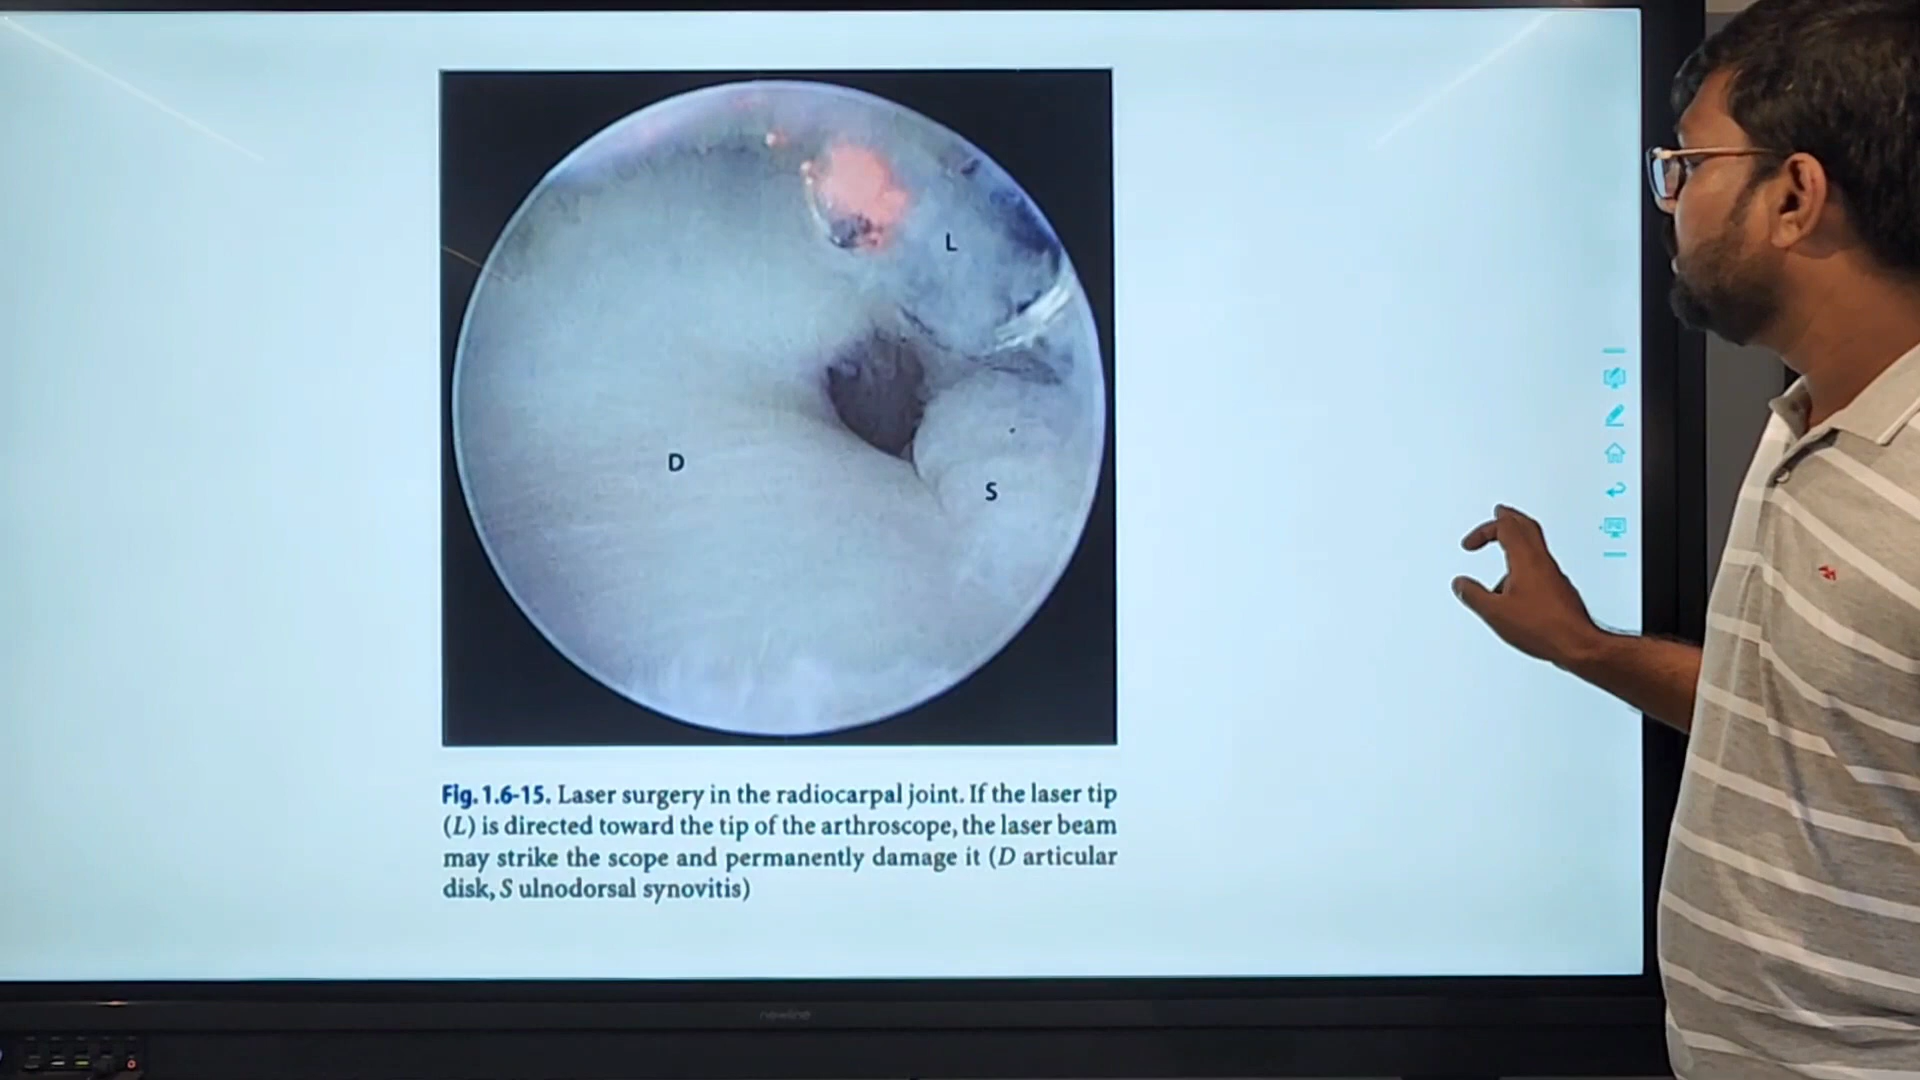 L
D
S
Fig. 1.6-15. Laser surgery in the radiocarpal joint. If the laser tip
(L) is directed toward the tip of the arthroscope, the laser beam
may strike the scope and permanently damage it (D articular
disk, S ulnodorsal synovitis)
newline